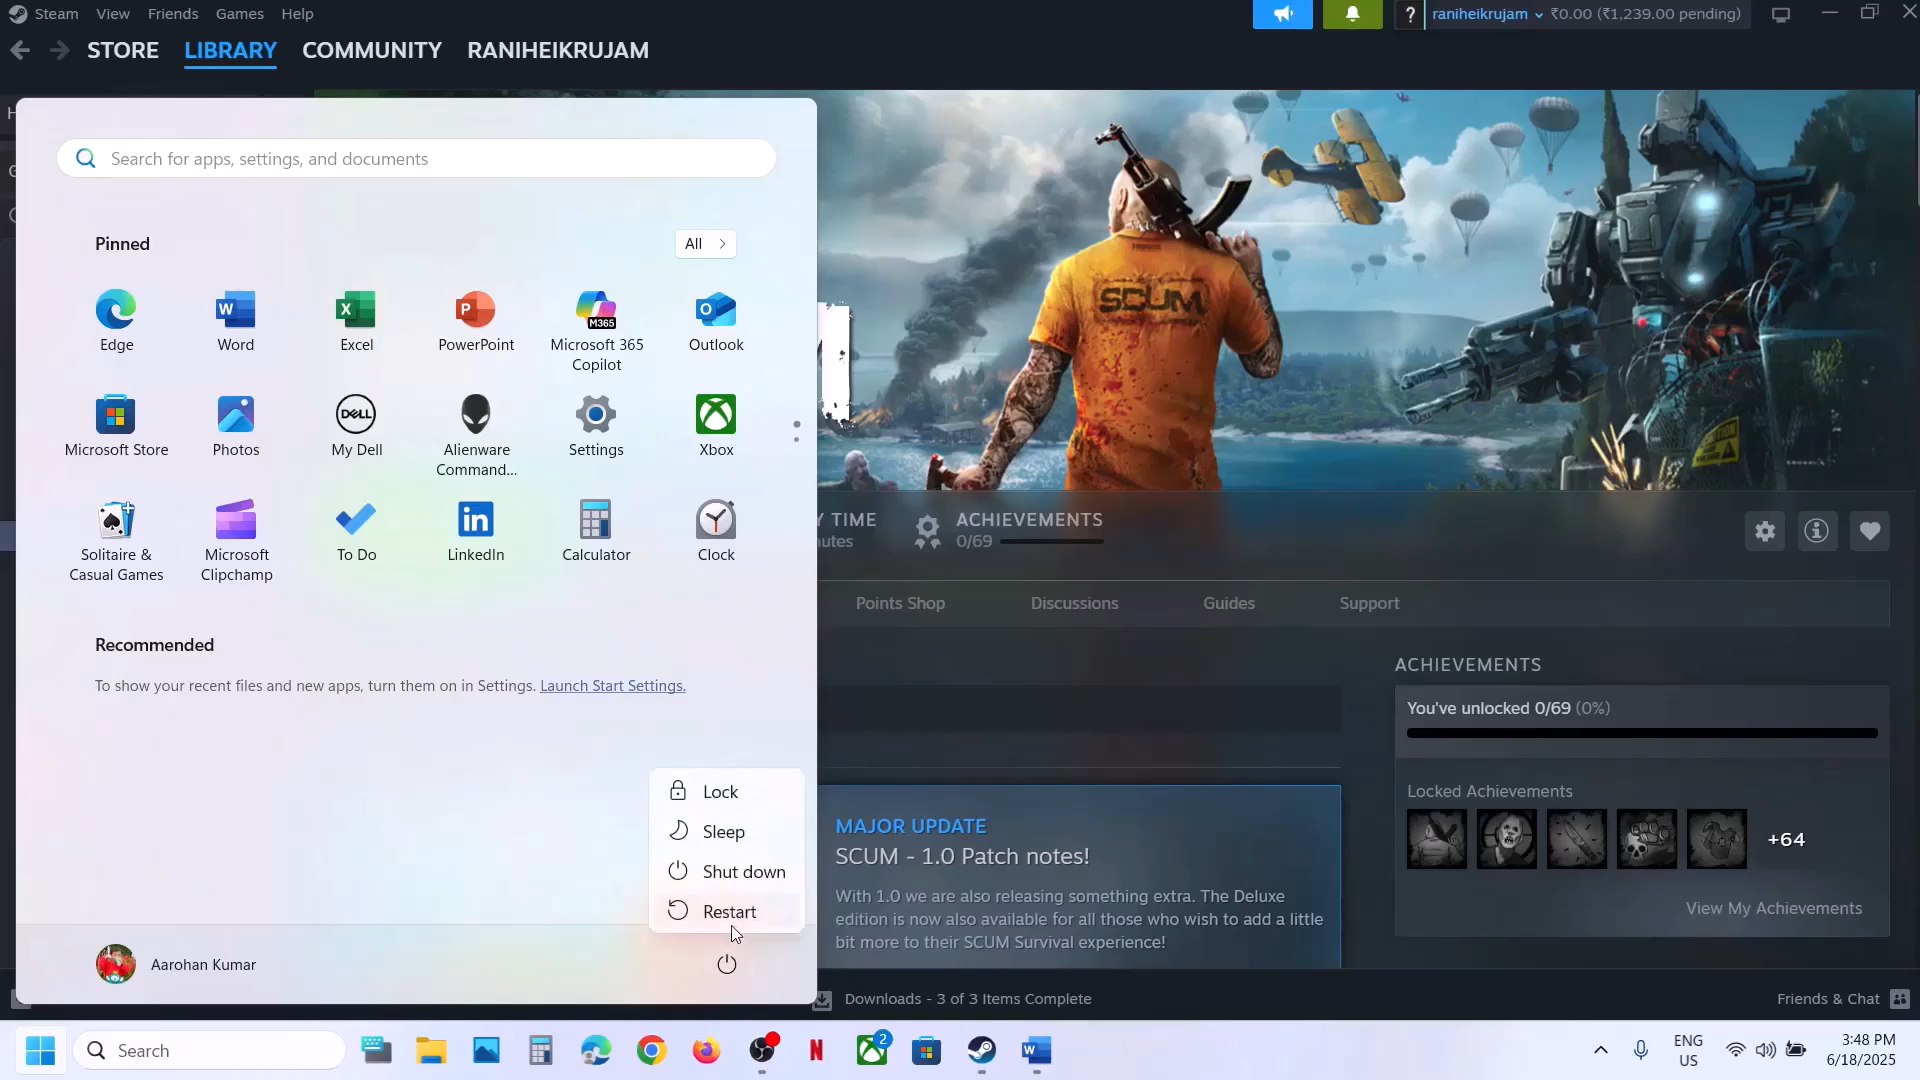 Steam View Friends Games Help
? raniheikrujam ₹0.00 (₹1,239.00 pending)
STORE LIBRARY COMMUNITY RANIHEIKRUJAM
Search for apps, settings, and documents
Pinned
All
Edge
Word
Excel
PowerPoint
Microsoft 365
Copilot
M365
Outlook
Microsoft Store
Photos
DELL
My Dell
Alienware
Command...
Settings
Xbox
Solitaire &
Casual Games
Microsoft
Clipchamp
To Do
LinkedIn
Calculator
Clock
Recommended
To show your recent files and new apps, turn them on in Settings. Launch Start Settings.
Lock
Sleep
Shut down
Restart
Aarohan Kumar
SCUM
Y TIME
nutes
ACHIEVEMENTS
0/69
Points Shop Discussions Guides Support
ACHIEVEMENTS
You've unlocked 0/69 (0%)
Locked Achievements
+64
View My Achievements
MAJOR UPDATE
SCUM - 1.0 Patch notes!
With 1.0 we are also releasing something extra. The Deluxe
edition is now also available for all those who wish to add a little
bit more to their SCUM Survival experience!
Downloads - 3 of 3 Items Complete
Friends & Chat
Search
2
ENG
US
3:48 PM
6/18/2025